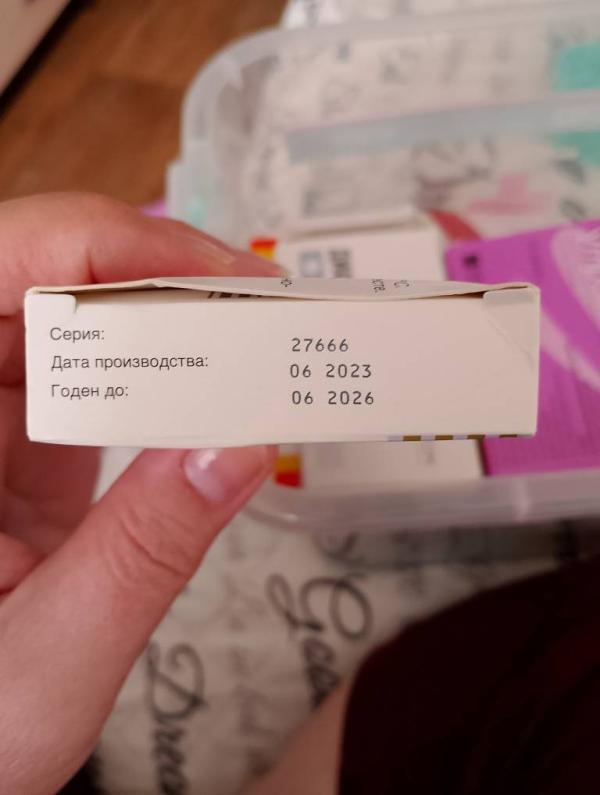 Серия: 27666
Дата производства: 06 2023
Годен до: 06 2026